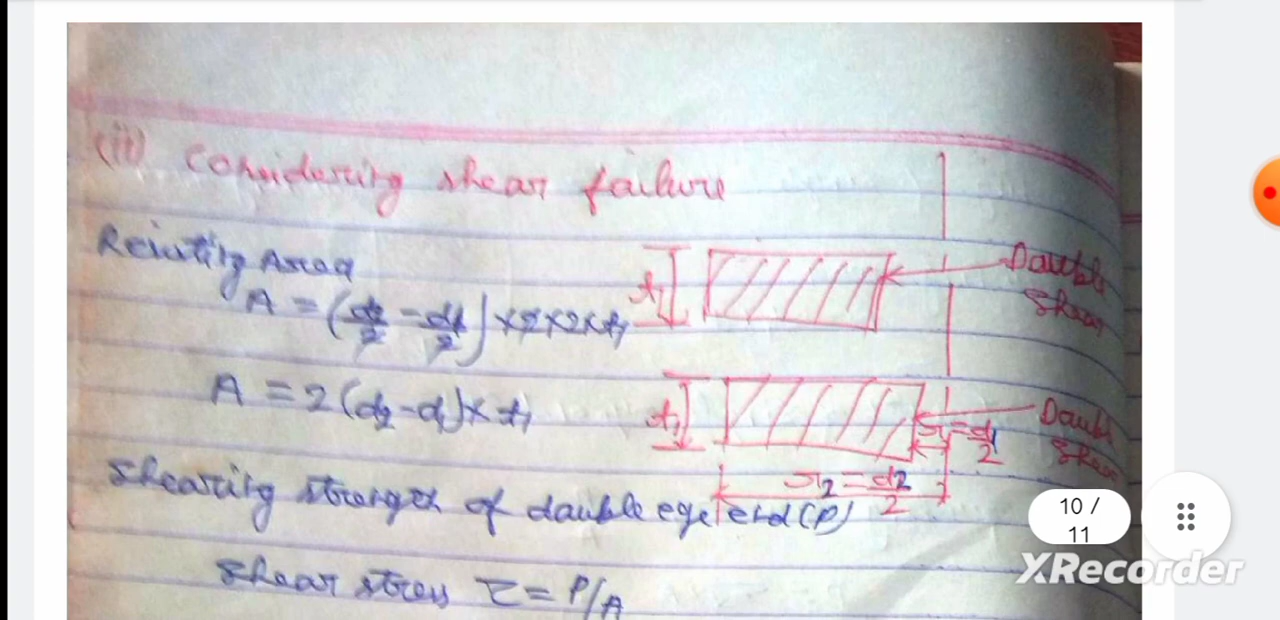 (ii) Considering shear failure
Resisting Area
A = (d2/2 - d1/2) × 2 × 2 × t1
Double shear
t1
A = 2 (d2 - d1) × t1
t1
Double shear
r1 = d1/2
r2 = d2/2
Shearing strength of double eye end (P)
shear stress τ = P/A
10 /
11
XRecorder